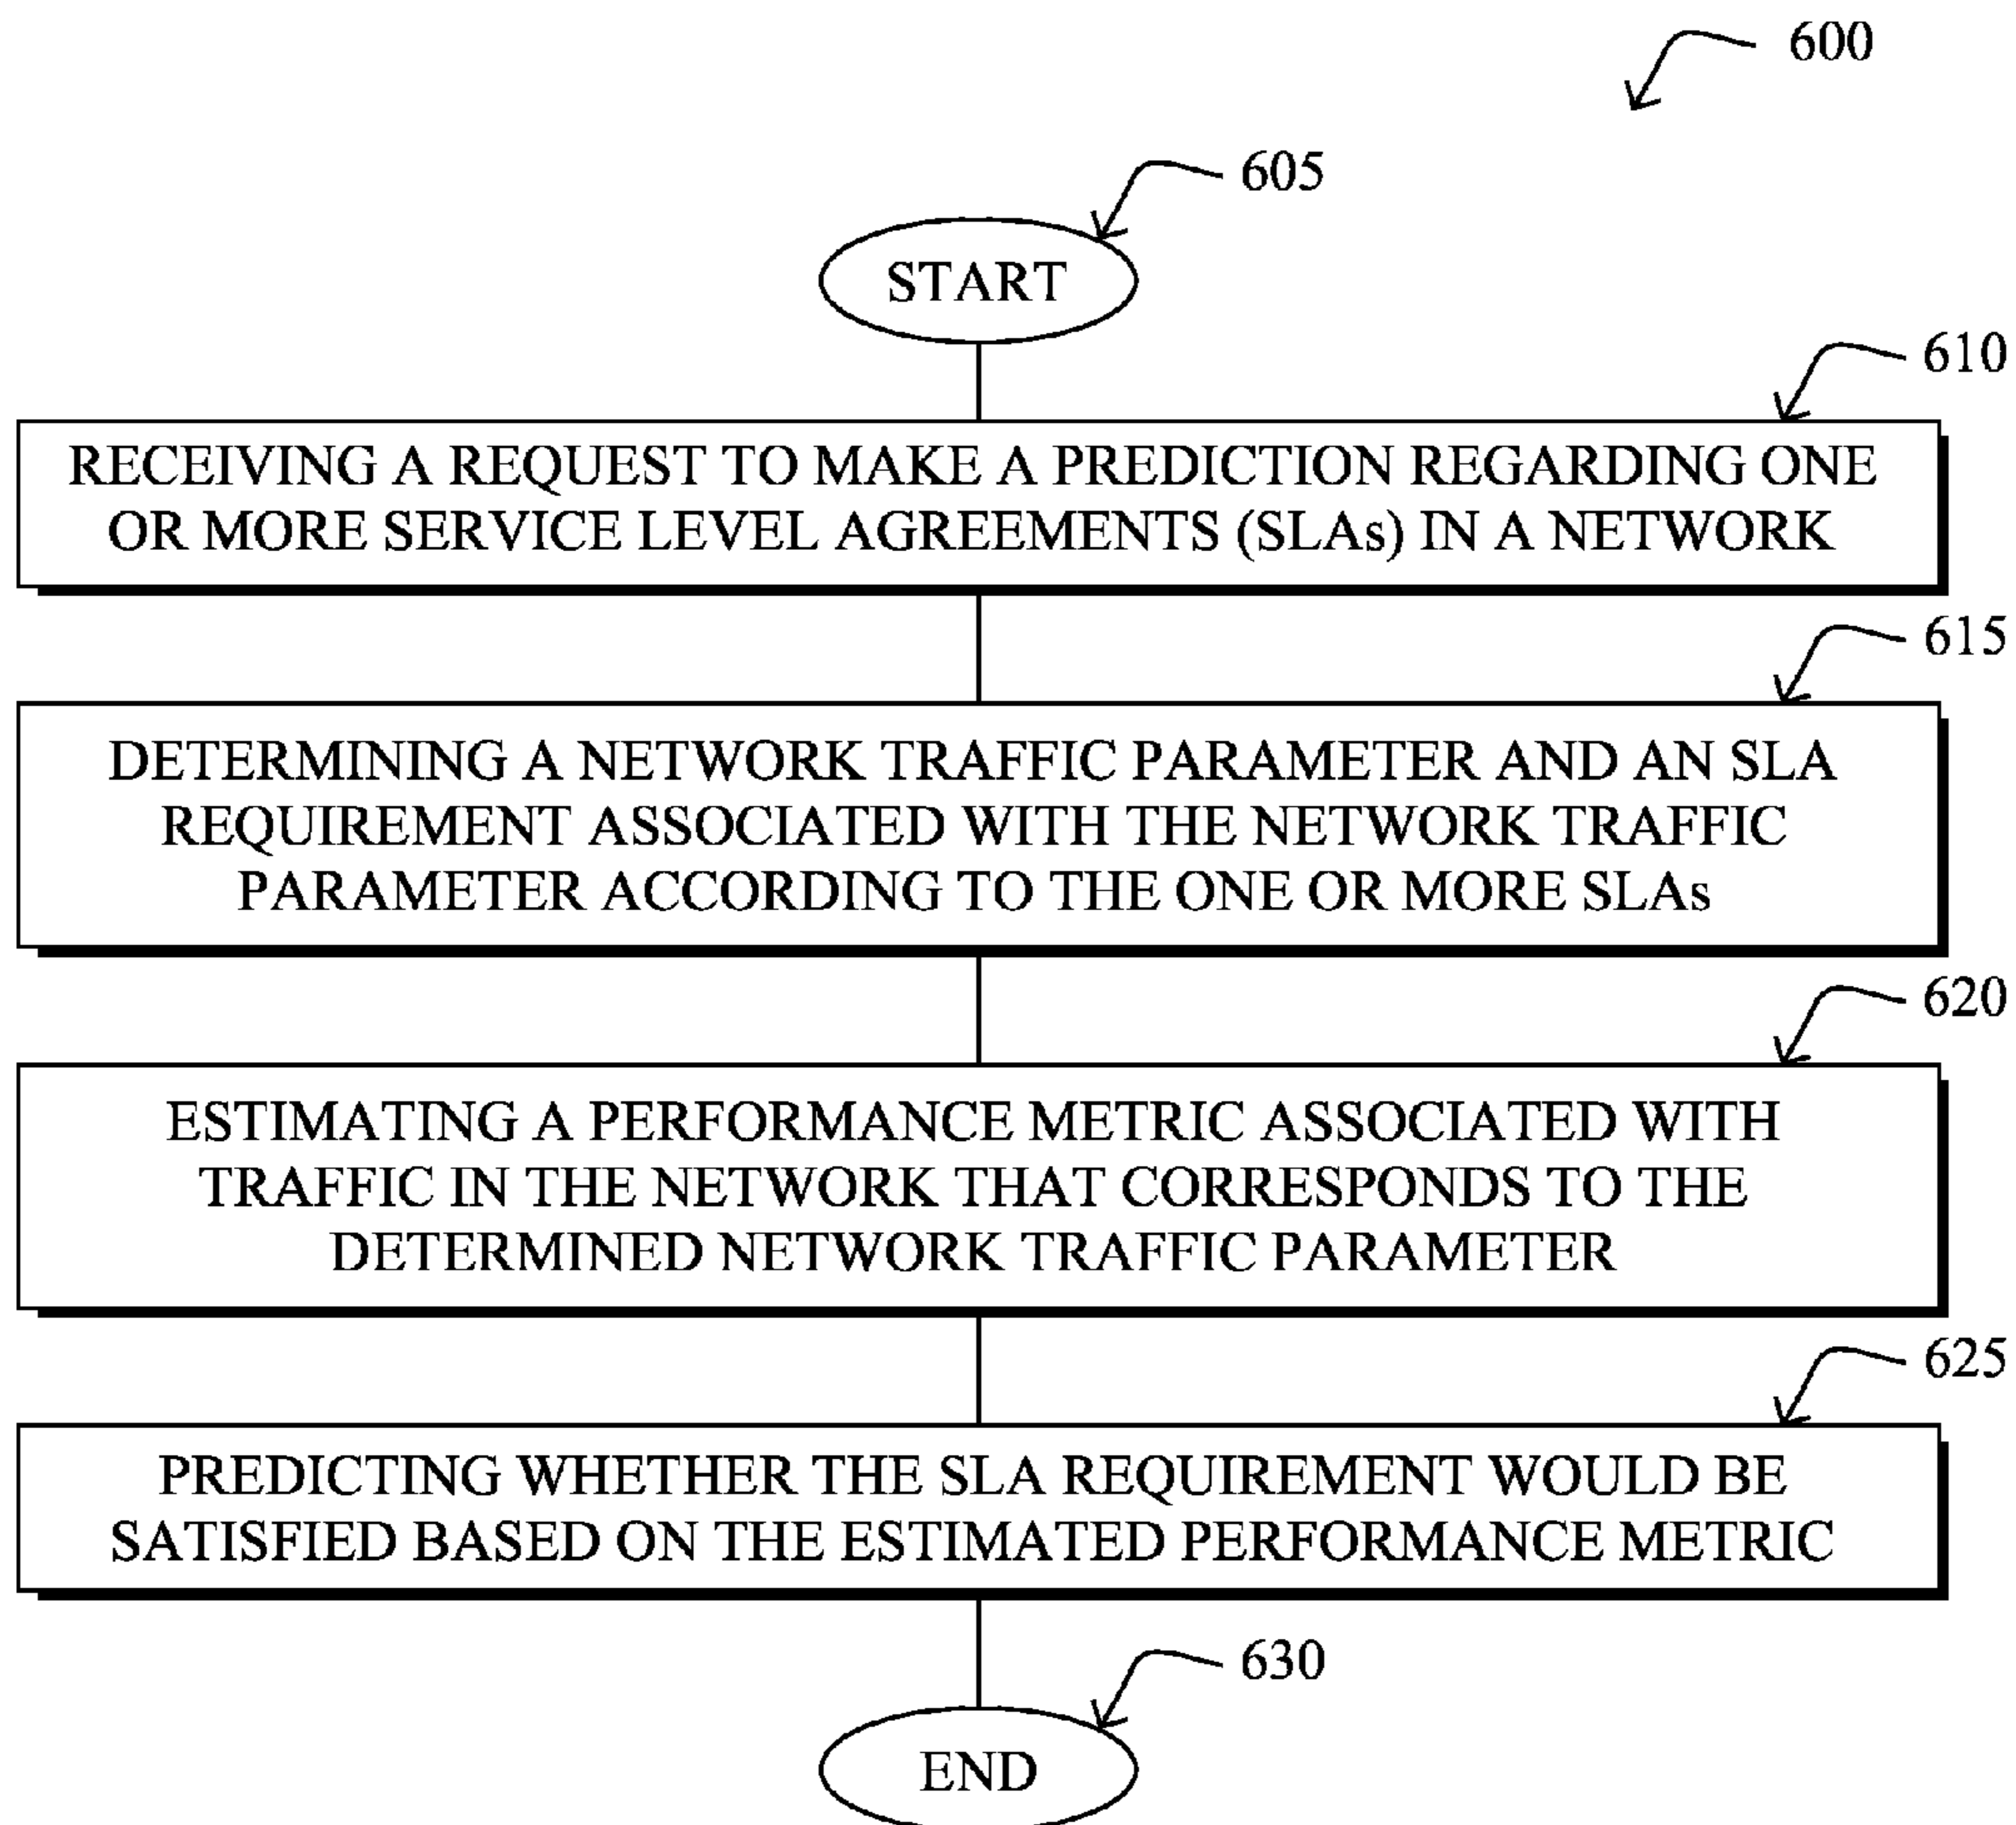 600
605
START
610
RECEIVING A REQUEST TO MAKE A PREDICTION REGARDING ONE
OR MORE SERVICE LEVEL AGREEMENTS (SLAs) IN A NETWORK
615
DETERMINING A NETWORK TRAFFIC PARAMETER AND AN SLA
REQUIREMENT ASSOCIATED WITH THE NETWORK TRAFFIC
PARAMETER ACCORDING TO THE ONE OR MORE SLAs
620
ESTIMATING A PERFORMANCE METRIC ASSOCIATED WITH
TRAFFIC IN THE NETWORK THAT CORRESPONDS TO THE
DETERMINED NETWORK TRAFFIC PARAMETER
625
PREDICTING WHETHER THE SLA REQUIREMENT WOULD BE
SATISFIED BASED ON THE ESTIMATED PERFORMANCE METRIC
630
END